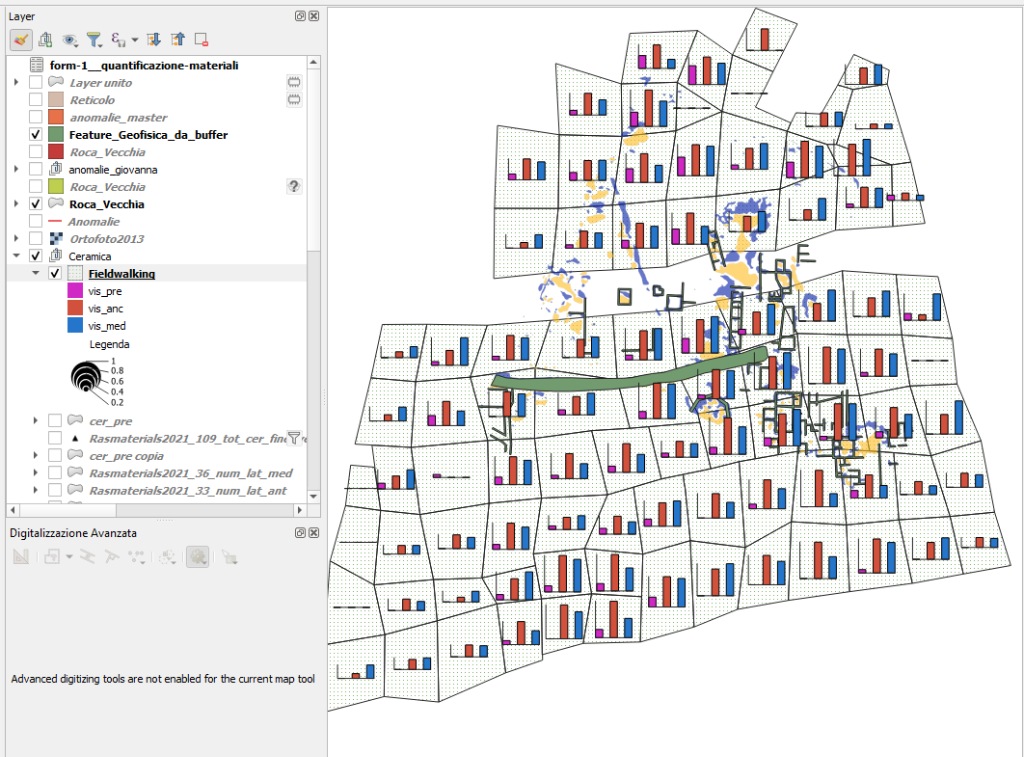 Layer
form-1__quantificazione-materiali
Layer unito
Reticolo
anomalie_master
Feature_Geofisica_da_buffer
Roca_Vecchia
anomalie_giovanna
Roca_Vecchia
?
Roca_Vecchia
Anomalie
Ortofoto2013
Ceramica
Fieldwalking
vis_pre
vis_anc
vis_med
Legenda
1
0.8
0.6
0.4
0.2
cer_pre
Rasmaterials2021_109_tot_cer_fine
cer_pre copia
Rasmaterials2021_36_num_lat_med
Rasmaterials2021_33_num_lat_ant
Digitalizzazione Avanzata
Advanced digitizing tools are not enabled for the current map tool